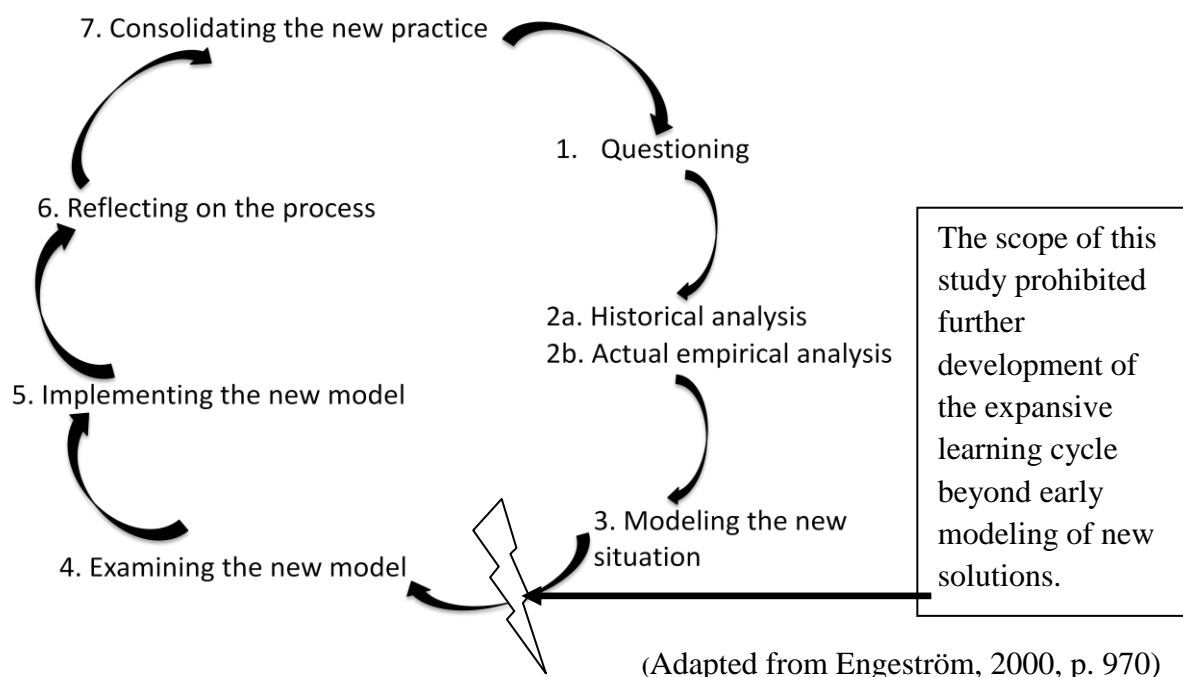 7. Consolidating the new practice
1. Questioning
6. Reflecting on the process
2a. Historical analysis
2b. Actual empirical analysis
5. Implementing the new model
3. Modeling the new
situation
4. Examining the new model
The scope of this
study prohibited
further
development of
the expansive
learning cycle
beyond early
modeling of new
solutions.
(Adapted from Engeström, 2000, p. 970)